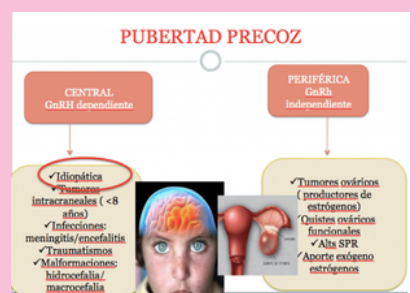 PUBERTAD PRECOZ
CENTRAL
GnRH dependiente
✓Idiopática
✓Tumores
intracraneales ( <8
años)
✓Infecciones:
meningitis/encefalitis
✓Traumatismos
✓Malformaciones:
hidrocefalia/
macrocefalia
PERIFÉRICA
GnRh
independiente
✓Tumores ováricos
( productores de
estrógenos)
✓Quistes ováricos
funcionales
✓Alts SPR
✓Aporte exógeno
estrógenos